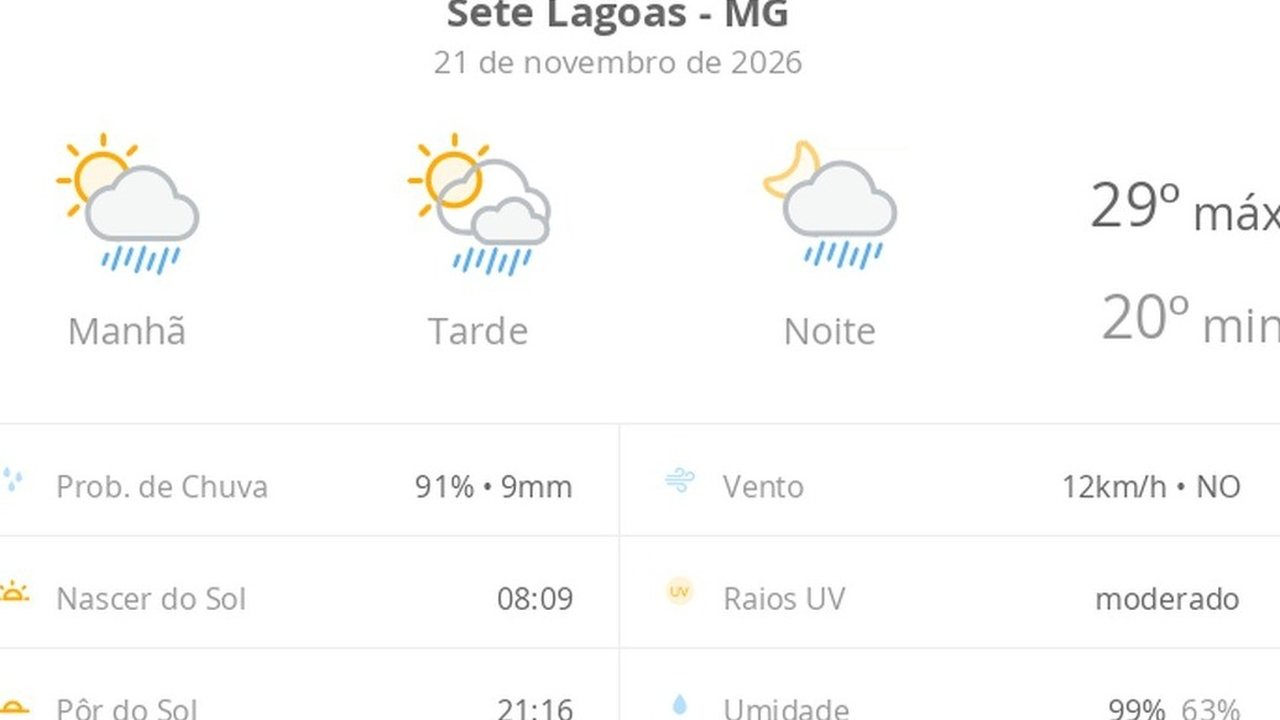 Sete Lagoas - MG
21 de novembro de 2026
Manhã
Tarde
Noite
29º máx
20º min
Prob. de Chuva 91% • 9mm
Vento 12km/h • NO
Nascer do Sol 08:09
UV Raios UV moderado
Pôr do Sol 21:16
Umidade 99% 63%